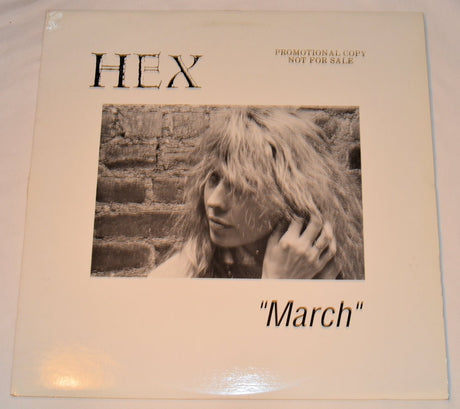 HEX
PROMOTIONAL COPY
NOT FOR SALE
"March"